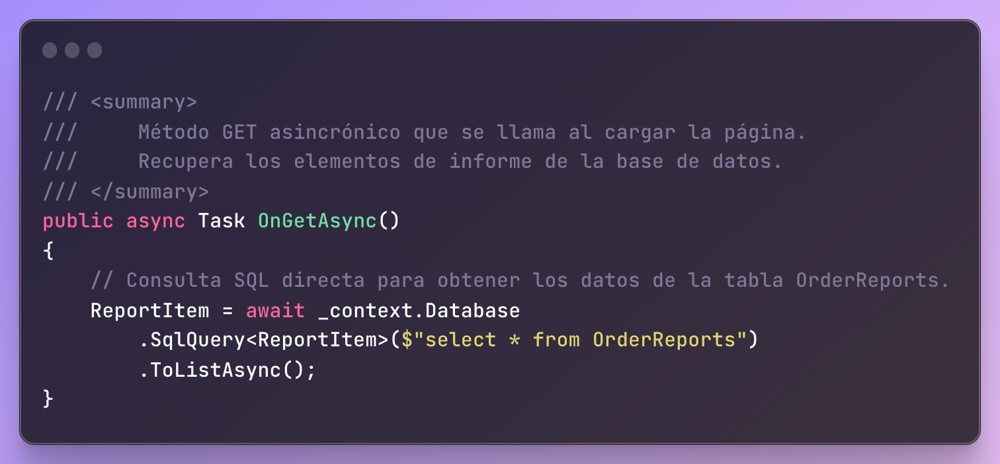 /// <summary>
///     Método GET asincrónico que se llama al cargar la página.
///     Recupera los elementos de informe de la base de datos.
/// </summary>
public async Task OnGetAsync()
{
    // Consulta SQL directa para obtener los datos de la tabla OrderReports.
    ReportItem = await _context.Database
        .SqlQuery<ReportItem>($"select * from OrderReports")
        .ToListAsync();
}